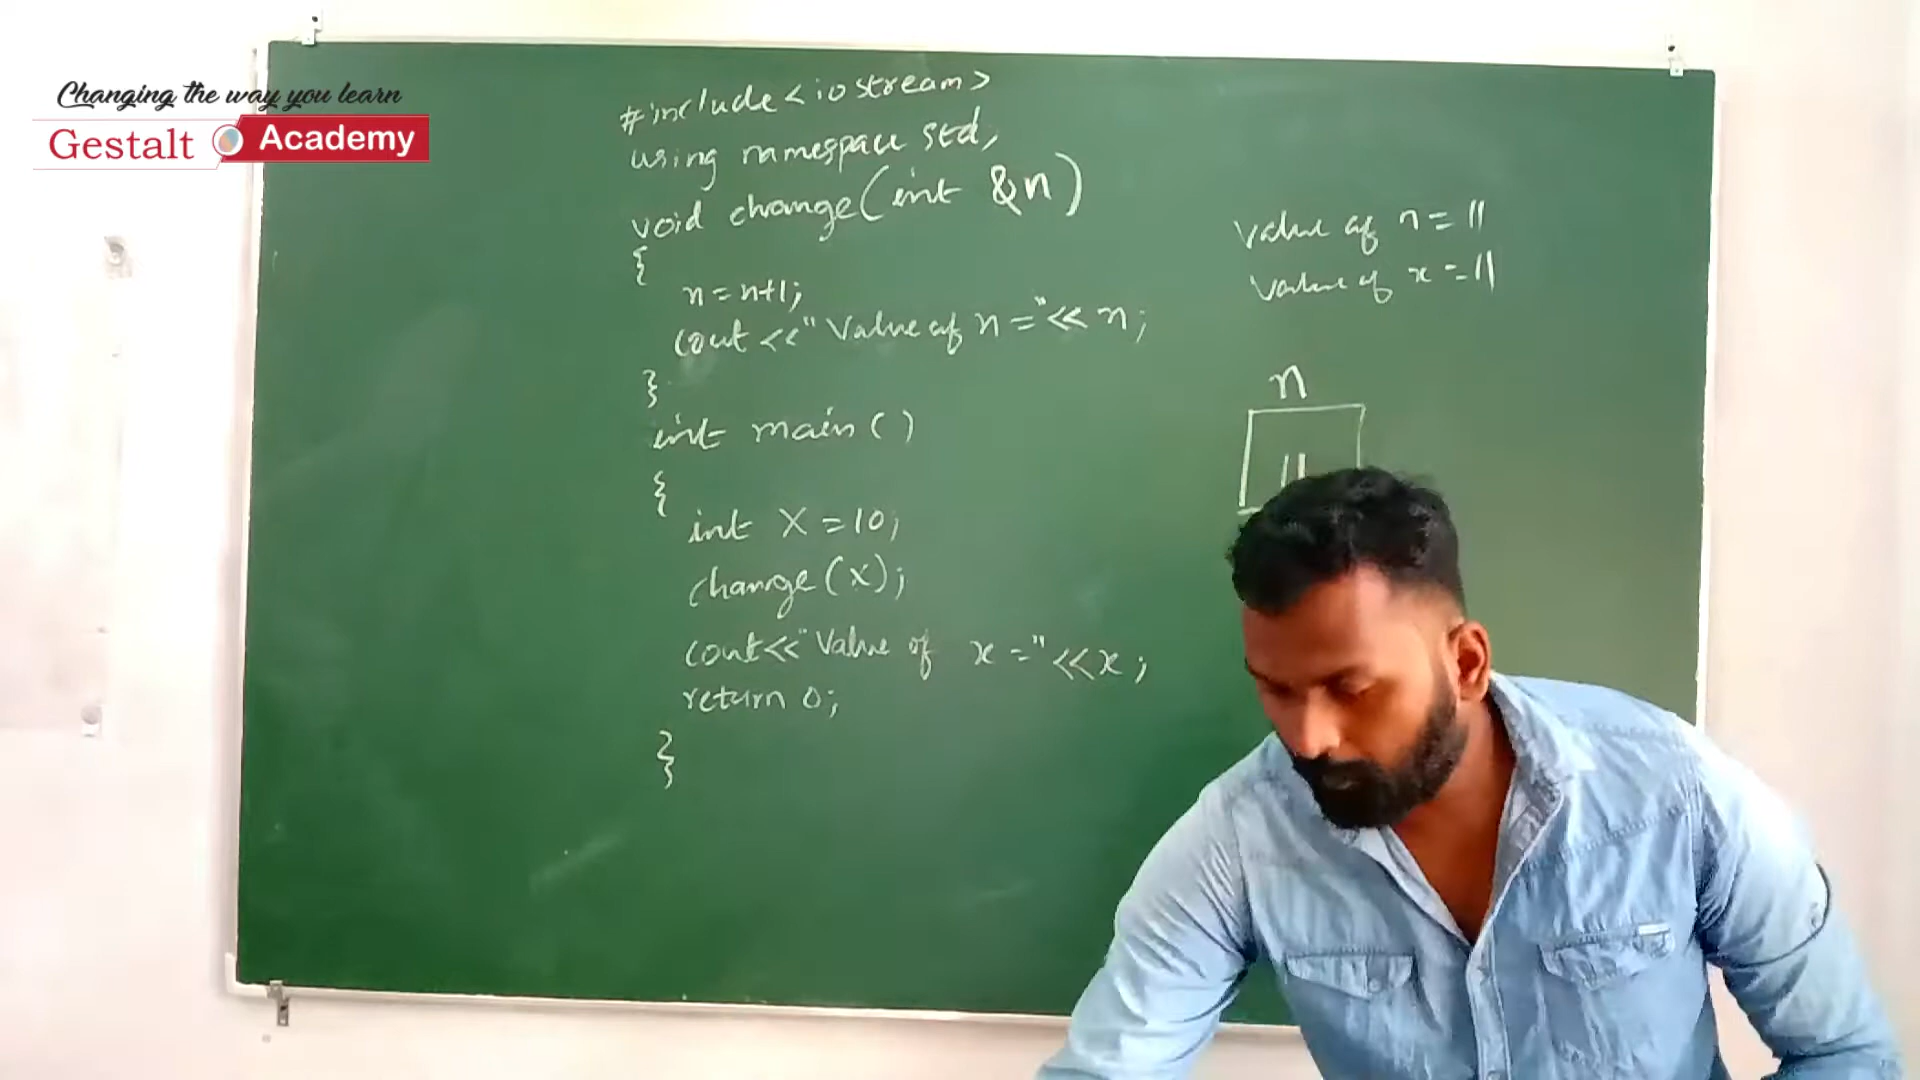 Changing the way you learn
Gestalt Academy
#include<iostream>
using namespace std,
void change(int &n)
{
n=n+1;
cout<<"Value of n="<<n;
}
int main()
{
int X=10;
change(x);
cout<<"Value of x="<<x;
return 0;
}
Value of n=11
Value of x=11
n
11